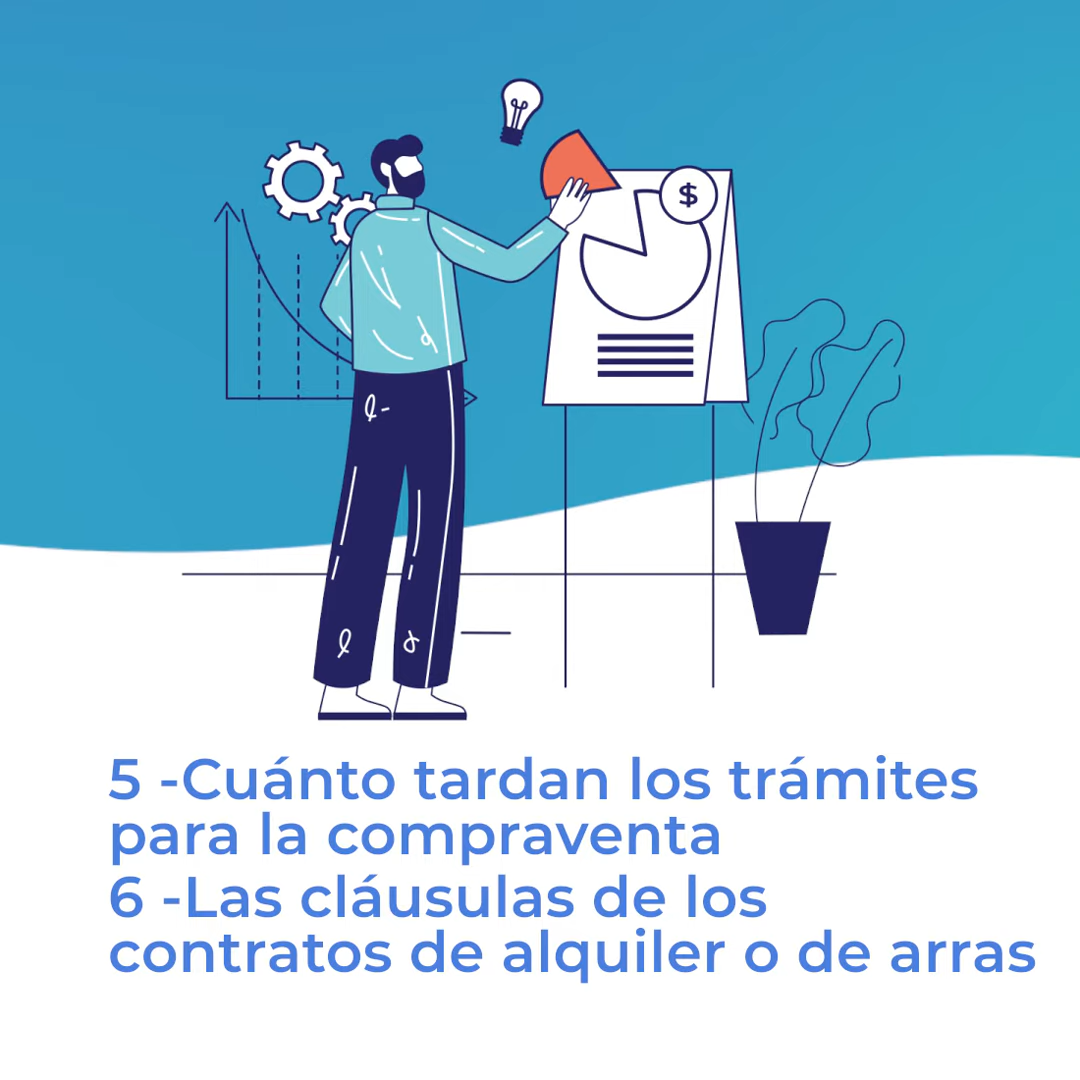 $
5 -Cuánto tardan los trámites
para la compraventa
6 -Las cláusulas de los
contratos de alquiler o de arras